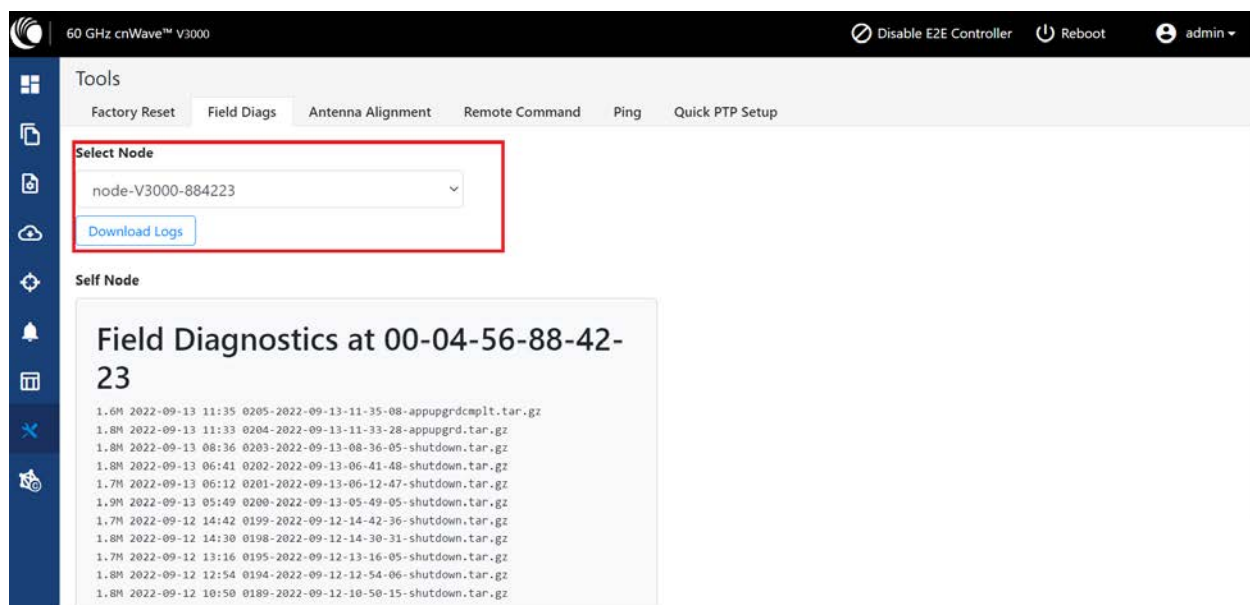 60 GHz cnWave™ V3000
Disable E2E Controller
Reboot
admin
Tools
Factory Reset
Field Diags
Antenna Alignment
Remote Command
Ping
Quick PTP Setup
Select Node
node-V3000-884223
Download Logs
Self Node
Field Diagnostics at 00-04-56-88-42-
23
1.6M 2022-09-13 11:35 0205-2022-09-13-11-35-08-appupgrdcmplt.tar.gz
1.8M 2022-09-13 11:33 0204-2022-09-13-11-33-28-appupgrd.tar.gz
1.8M 2022-09-13 08:36 0203-2022-09-13-08-36-05-shutdown.tar.gz
1.8M 2022-09-13 06:41 0202-2022-09-13-06-41-48-shutdown.tar.gz
1.7M 2022-09-13 06:12 0201-2022-09-13-06-12-47-shutdown.tar.gz
1.9M 2022-09-13 05:49 0200-2022-09-13-05-49-05-shutdown.tar.gz
1.7M 2022-09-12 14:42 0199-2022-09-12-14-42-36-shutdown.tar.gz
1.8M 2022-09-12 14:30 0198-2022-09-12-14-30-31-shutdown.tar.gz
1.7M 2022-09-12 13:16 0195-2022-09-12-13-16-05-shutdown.tar.gz
1.8M 2022-09-12 12:54 0194-2022-09-12-12-54-06-shutdown.tar.gz
1.8M 2022-09-12 10:50 0189-2022-09-12-10-50-15-shutdown.tar.gz